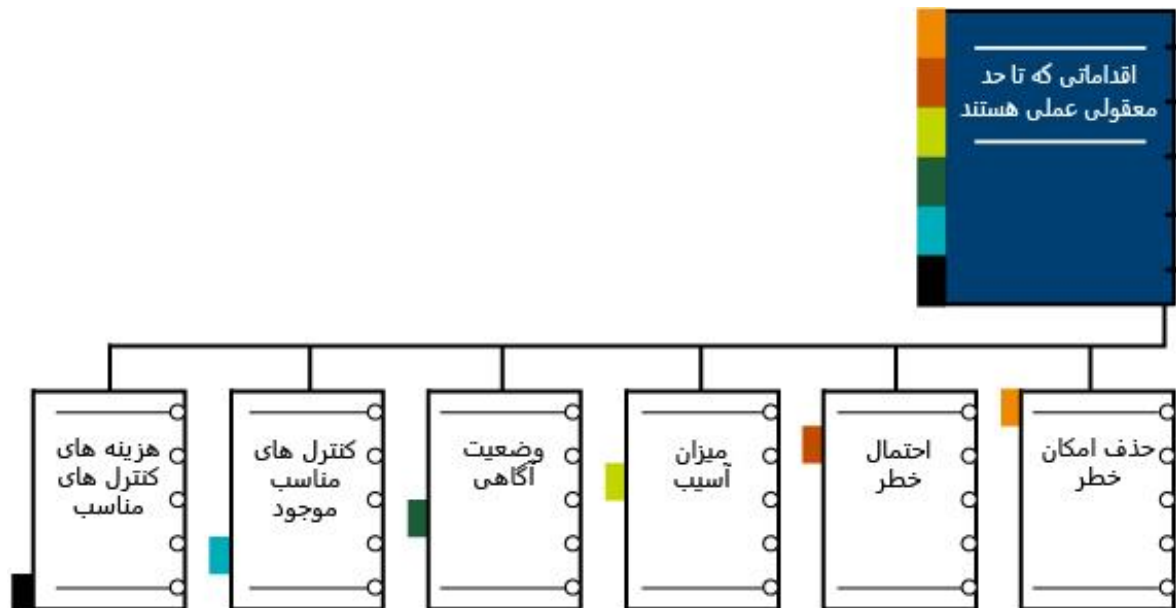 اقداماتی که تا حد
معقولی عملی هستند
حذف امکان
خطر
احتمال
خطر
میزان
آسیب
وضعیت
آگاهی
کنترل های
مناسب
موجود
هزینه های
کنترل های
مناسب